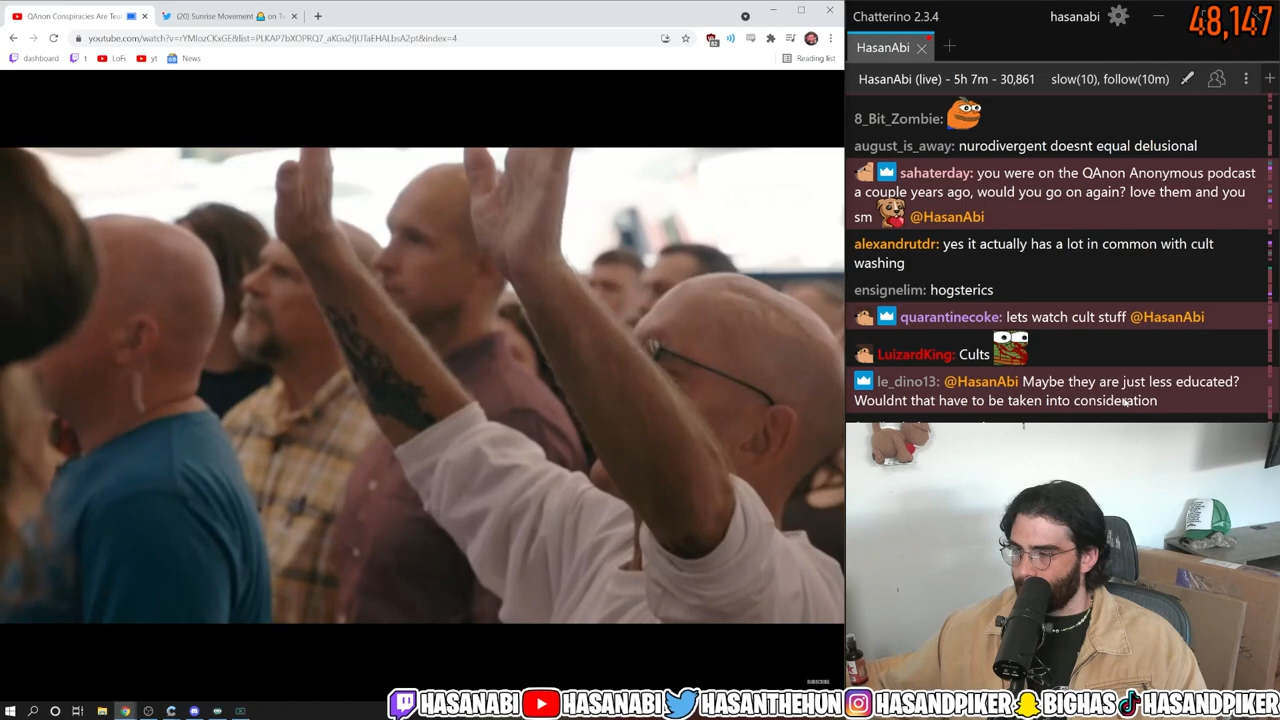 QAnon Conspiracies Are Tea
(20) Sunrise Movement
youtube.com/watch?v=rYMIozCKxGE&list=PLKAP7bXOPRQ7_aKGu2fjUTaEHALbsA2pt&index=4
dashboard
t
LoFi
yt
News
Reading list
SUBSCRIBE
Chatterino 2.3.4
hasanabi
48,147
HasanAbi
HasanAbi (live) - 5h 7m - 30,861
slow(10), follow(10m)
8_Bit_Zombie:
august_is_away: nurodivergent doesnt equal delusional
sahaterday: you were on the QAnon Anonymous podcast
a couple years ago, would you go on again? love them and you
sm @HasanAbi
alexandrutdr: yes it actually has a lot in common with cult
washing
ensignelim: hogsterics
quarantinecoke: lets watch cult stuff @HasanAbi
LuizardKing: Cults
le_dino13: @HasanAbi Maybe they are just less educated?
Wouldnt that have to be taken into consideration
HASANABI HASANABI HASANTHEHUN HASANDPIKER BIGHAS HASANDPIKER